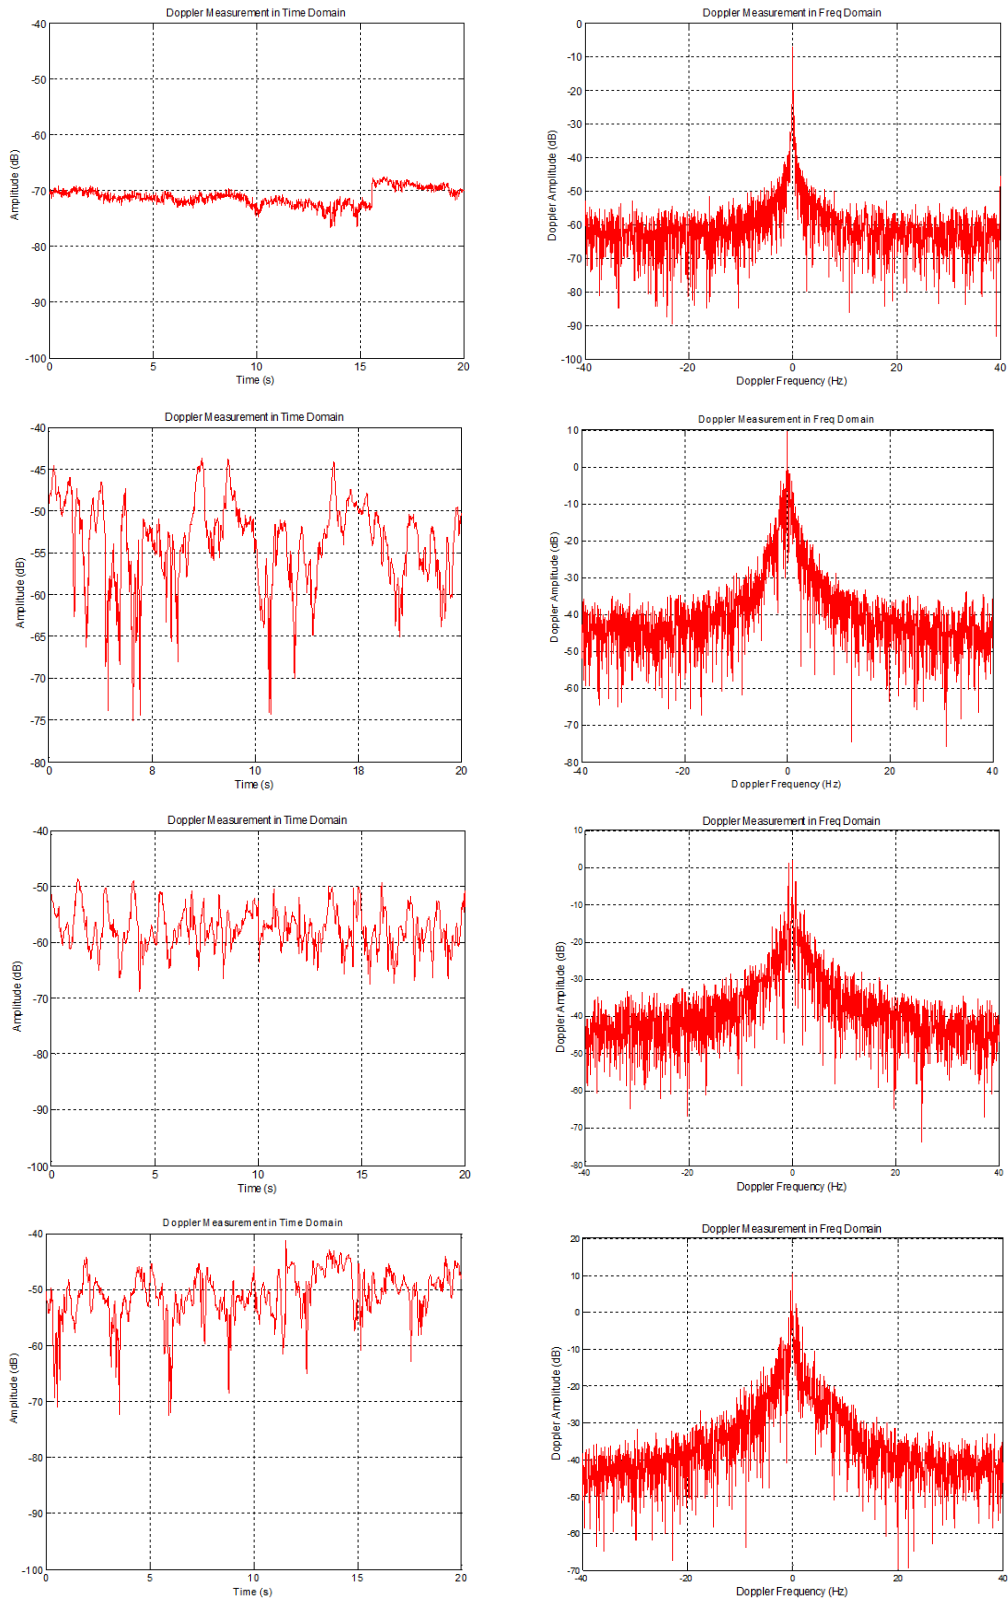 Doppler Measurement in Time Domain
-40
-50
-60
-70
-80
-90
-100
Amplitude (dB)
0 5 10 15 20
Time (s)
Doppler Measurement in Freq Domain
0
-10
-20
-30
-40
-50
-60
-70
-80
-90
-100
Doppler Amplitude (dB)
-40 -20 0 20 40
Doppler Frequency (Hz)
Doppler Measurement in Time Domain
-40
-45
-50
-55
-60
-65
-70
-75
-80
Amplitude (dB)
0 8 10 18 20
Time (s)
Doppler Measurement in Freq Domain
10
0
-10
-20
-30
-40
-50
-60
-70
-80
Doppler Amplitude (dB)
-40 -20 0 20 40
Doppler Frequency (Hz)
Doppler Measurement in Time Domain
-40
-50
-60
-70
-80
-90
-100
Amplitude (dB)
0 5 10 15 20
Time (s)
Doppler Measurement in Freq Domain
10
0
-10
-20
-30
-40
-50
-60
-70
-80
Doppler Amplitude (dB)
-40 -20 0 20 40
Doppler Frequency (Hz)
Doppler Measurement in Time Domain
-40
-50
-60
-70
-80
-90
-100
Amplitude (dB)
0 5 10 15 20
Time (s)
Doppler Measurement in Freq Domain
20
10
0
-10
-20
-30
-40
-50
-60
-70
Doppler Amplitude (dB)
-40 -20 0 20 40
Doppler Frequency (Hz)